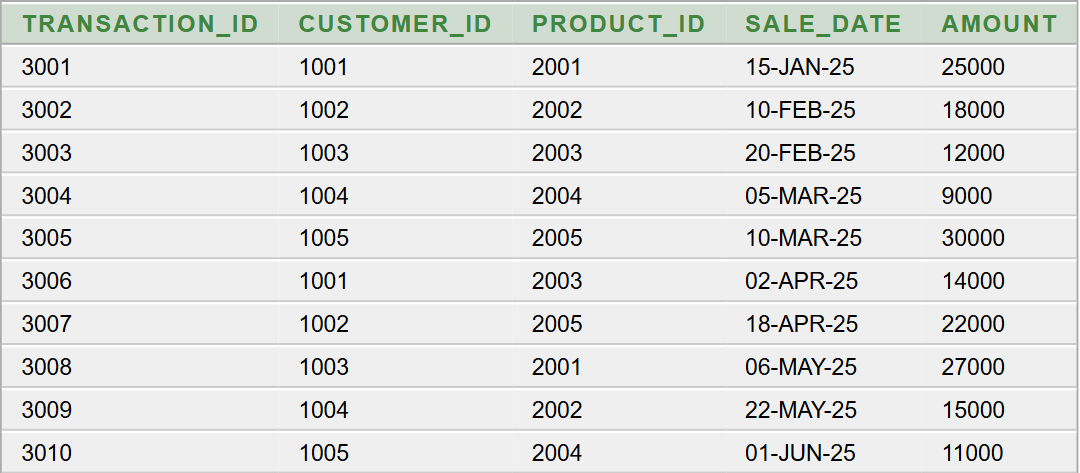 TRANSACTION_ID CUSTOMER_ID PRODUCT_ID SALE_DATE AMOUNT
3001 1001 2001 15-JAN-25 25000
3002 1002 2002 10-FEB-25 18000
3003 1003 2003 20-FEB-25 12000
3004 1004 2004 05-MAR-25 9000
3005 1005 2005 10-MAR-25 30000
3006 1001 2003 02-APR-25 14000
3007 1002 2005 18-APR-25 22000
3008 1003 2001 06-MAY-25 27000
3009 1004 2002 22-MAY-25 15000
3010 1005 2004 01-JUN-25 11000